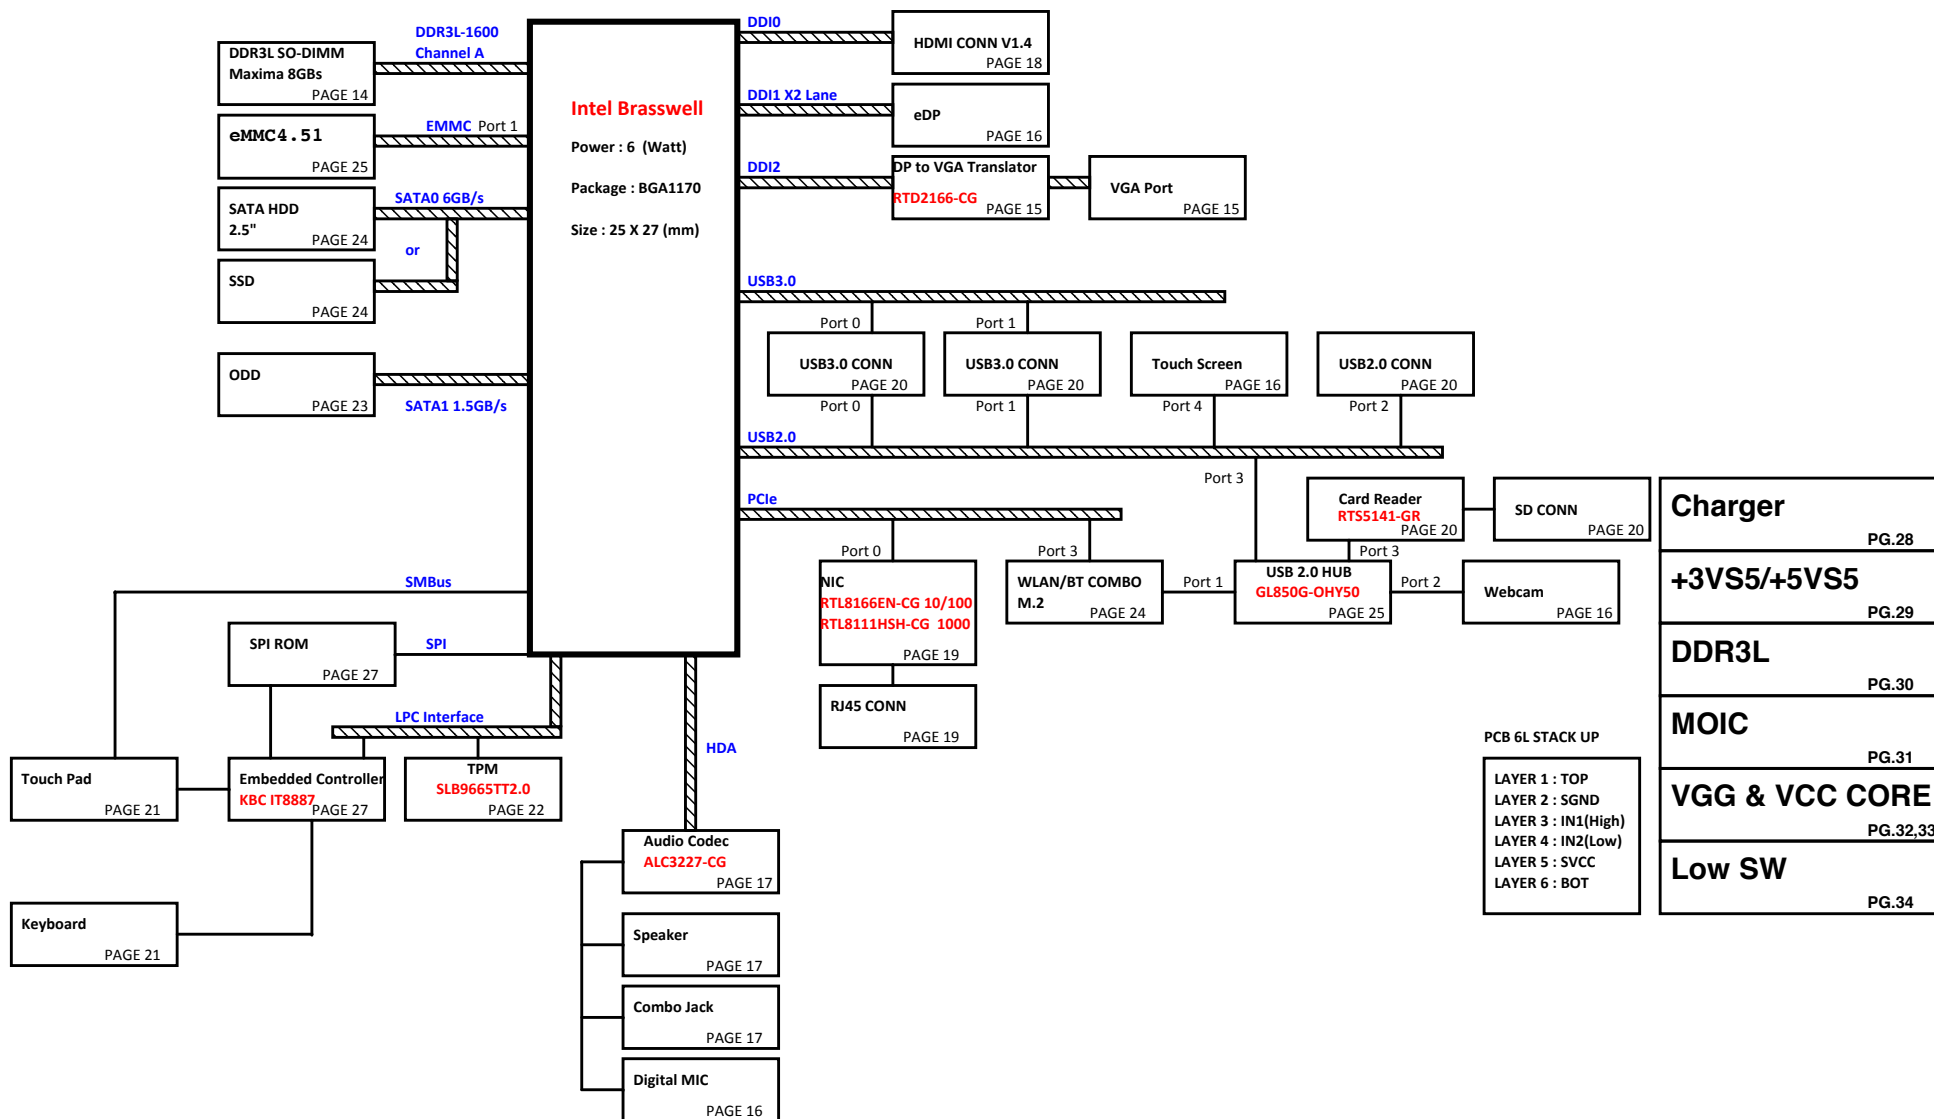 DDR3L SO-DIMM
Maxima 8GBs
PAGE 14
DDR3L-1600
Channel A
eMMC4.51
PAGE 25
EMMC Port 1
SATA HDD
2.5"
PAGE 24
SATA0 6GB/s
or
SSD
PAGE 24
ODD
PAGE 23
SATA1 1.5GB/s
Intel Brasswell
Power : 6 (Watt)
Package : BGA1170
Size : 25 X 27 (mm)
DDI0
HDMI CONN V1.4
PAGE 18
DDI1 X2 Lane
eDP
PAGE 16
DDI2
DP to VGA Translator
RTD2166-CG
PAGE 15
VGA Port
PAGE 15
USB3.0
Port 0
Port 1
USB3.0 CONN
PAGE 20
USB3.0 CONN
PAGE 20
Touch Screen
PAGE 16
USB2.0 CONN
PAGE 20
Port 0
Port 1
Port 4
Port 2
USB2.0
Port 3
PCIe
Port 0
Port 3
NIC
RTL8166EN-CG 10/100
RTL8111HSH-CG 1000
PAGE 19
RJ45 CONN
PAGE 19
WLAN/BT COMBO
M.2
PAGE 24
Port 1
USB 2.0 HUB
GL850G-OHY50
PAGE 25
Port 3
Port 2
Card Reader
RTS5141-GR
PAGE 20
SD CONN
PAGE 20
Webcam
PAGE 16
SMBus
SPI ROM
PAGE 27
SPI
LPC Interface
Touch Pad
PAGE 21
Embedded Controller
KBC IT8887
PAGE 27
TPM
SLB9665TT2.0
PAGE 22
Keyboard
PAGE 21
HDA
Audio Codec
ALC3227-CG
PAGE 17
Speaker
PAGE 17
Combo Jack
PAGE 17
Digital MIC
PAGE 16
PCB 6L STACK UP
LAYER 1 : TOP
LAYER 2 : SGND
LAYER 3 : IN1(High)
LAYER 4 : IN2(Low)
LAYER 5 : SVCC
LAYER 6 : BOT
Charger
PG.28
+3VS5/+5VS5
PG.29
DDR3L
PG.30
MOIC
PG.31
VGG & VCC CORE
PG.32,33
Low SW
PG.34